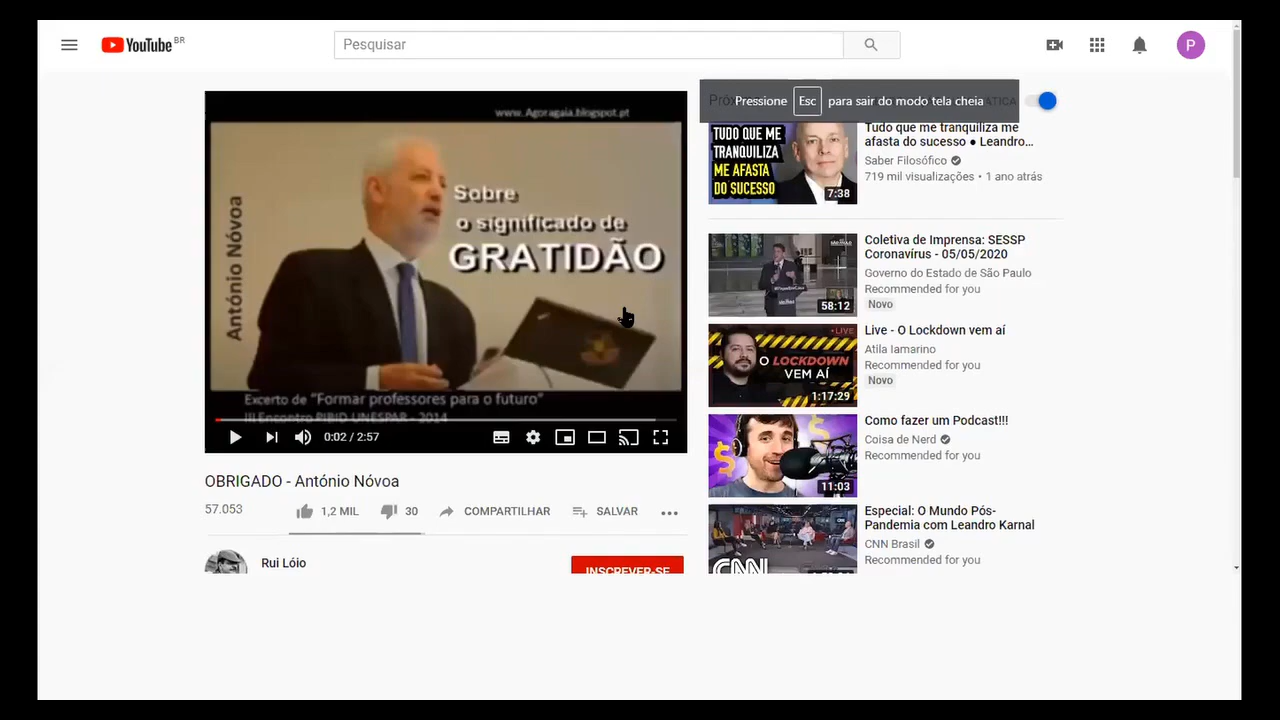 YouTube BR
Pesquisar
P
Pressione Esc para sair do modo tela cheia
www.Agoragaia.blogspot.pt
António Nóvoa
Sobre
o significado de
GRATIDÃO
Excerto de "Formar professores para o futuro"
III Encontro PIBID UNESPAR - 2014
0:02 / 2:57
OBRIGADO - António Nóvoa
57.053
1,2 MIL
30
COMPARTILHAR
SALVAR
Rui Lóio
INSCREVER-SE
TUDO QUE ME
TRANQUILIZA
ME AFASTA
DO SUCESSO
7:38
Tudo que me tranquiliza me
afasta do sucesso ● Leandro...
Saber Filosófico
719 mil visualizações • 1 ano atrás
58:12
Coletiva de Imprensa: SESSP
Coronavírus - 05/05/2020
Governo do Estado de São Paulo
Recommended for you
Novo
LIVE
O LOCKDOWN
VEM AÍ
1:17:29
Live - O Lockdown vem aí
Atila Iamarino
Recommended for you
Novo
11:03
Como fazer um Podcast!!!
Coisa de Nerd
Recommended for you
CNN
Especial: O Mundo Pós-
Pandemia com Leandro Karnal
CNN Brasil
Recommended for you